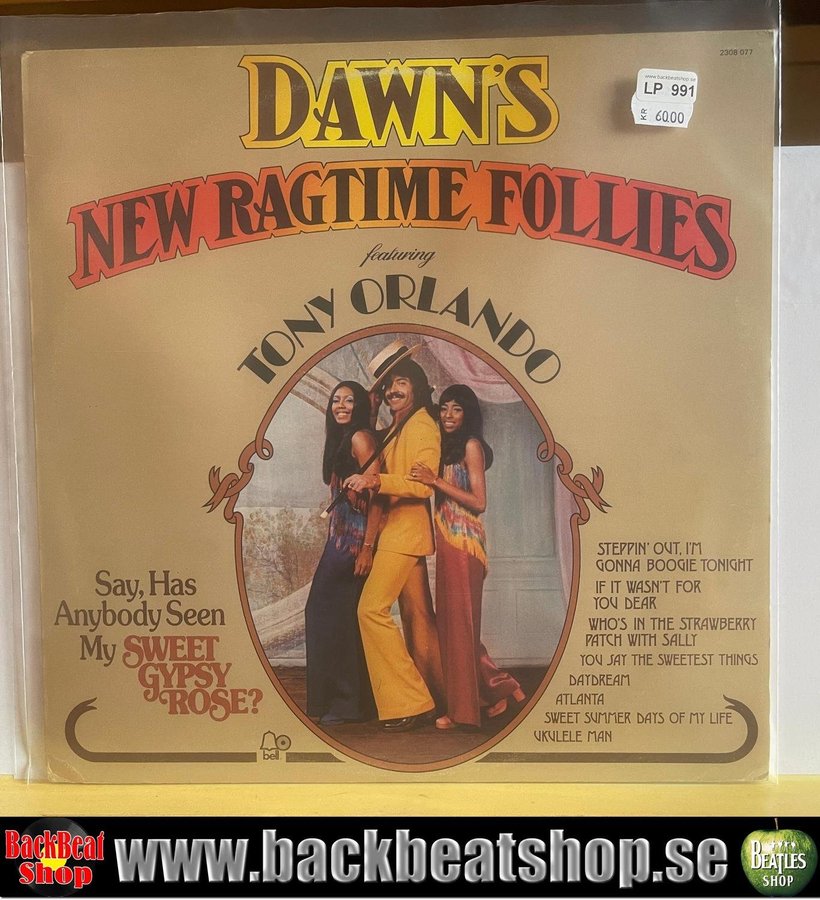 2308 077
www.backbeatshop.se
LP 991
KR 60.00
DAWN'S
NEW RAGTIME FOLLIES
featuring
TONY ORLANDO
Say, Has
Anybody Seen
My SWEET
GYPSY
ROSE?
STEPPIN' OUT, I'M
GONNA BOOGIE TONIGHT
IF IT WASN'T FOR
YOU DEAR
WHO'S IN THE STRAWBERRY
PATCH WITH SALLY
YOU SAY THE SWEETEST THINGS
DAYDREAM
ATLANTA
SWEET SUMMER DAYS OF MY LIFE
UKULELE MAN
bell
BackBeat
Shop
www.backbeatshop.se
BEATLES
SHOP